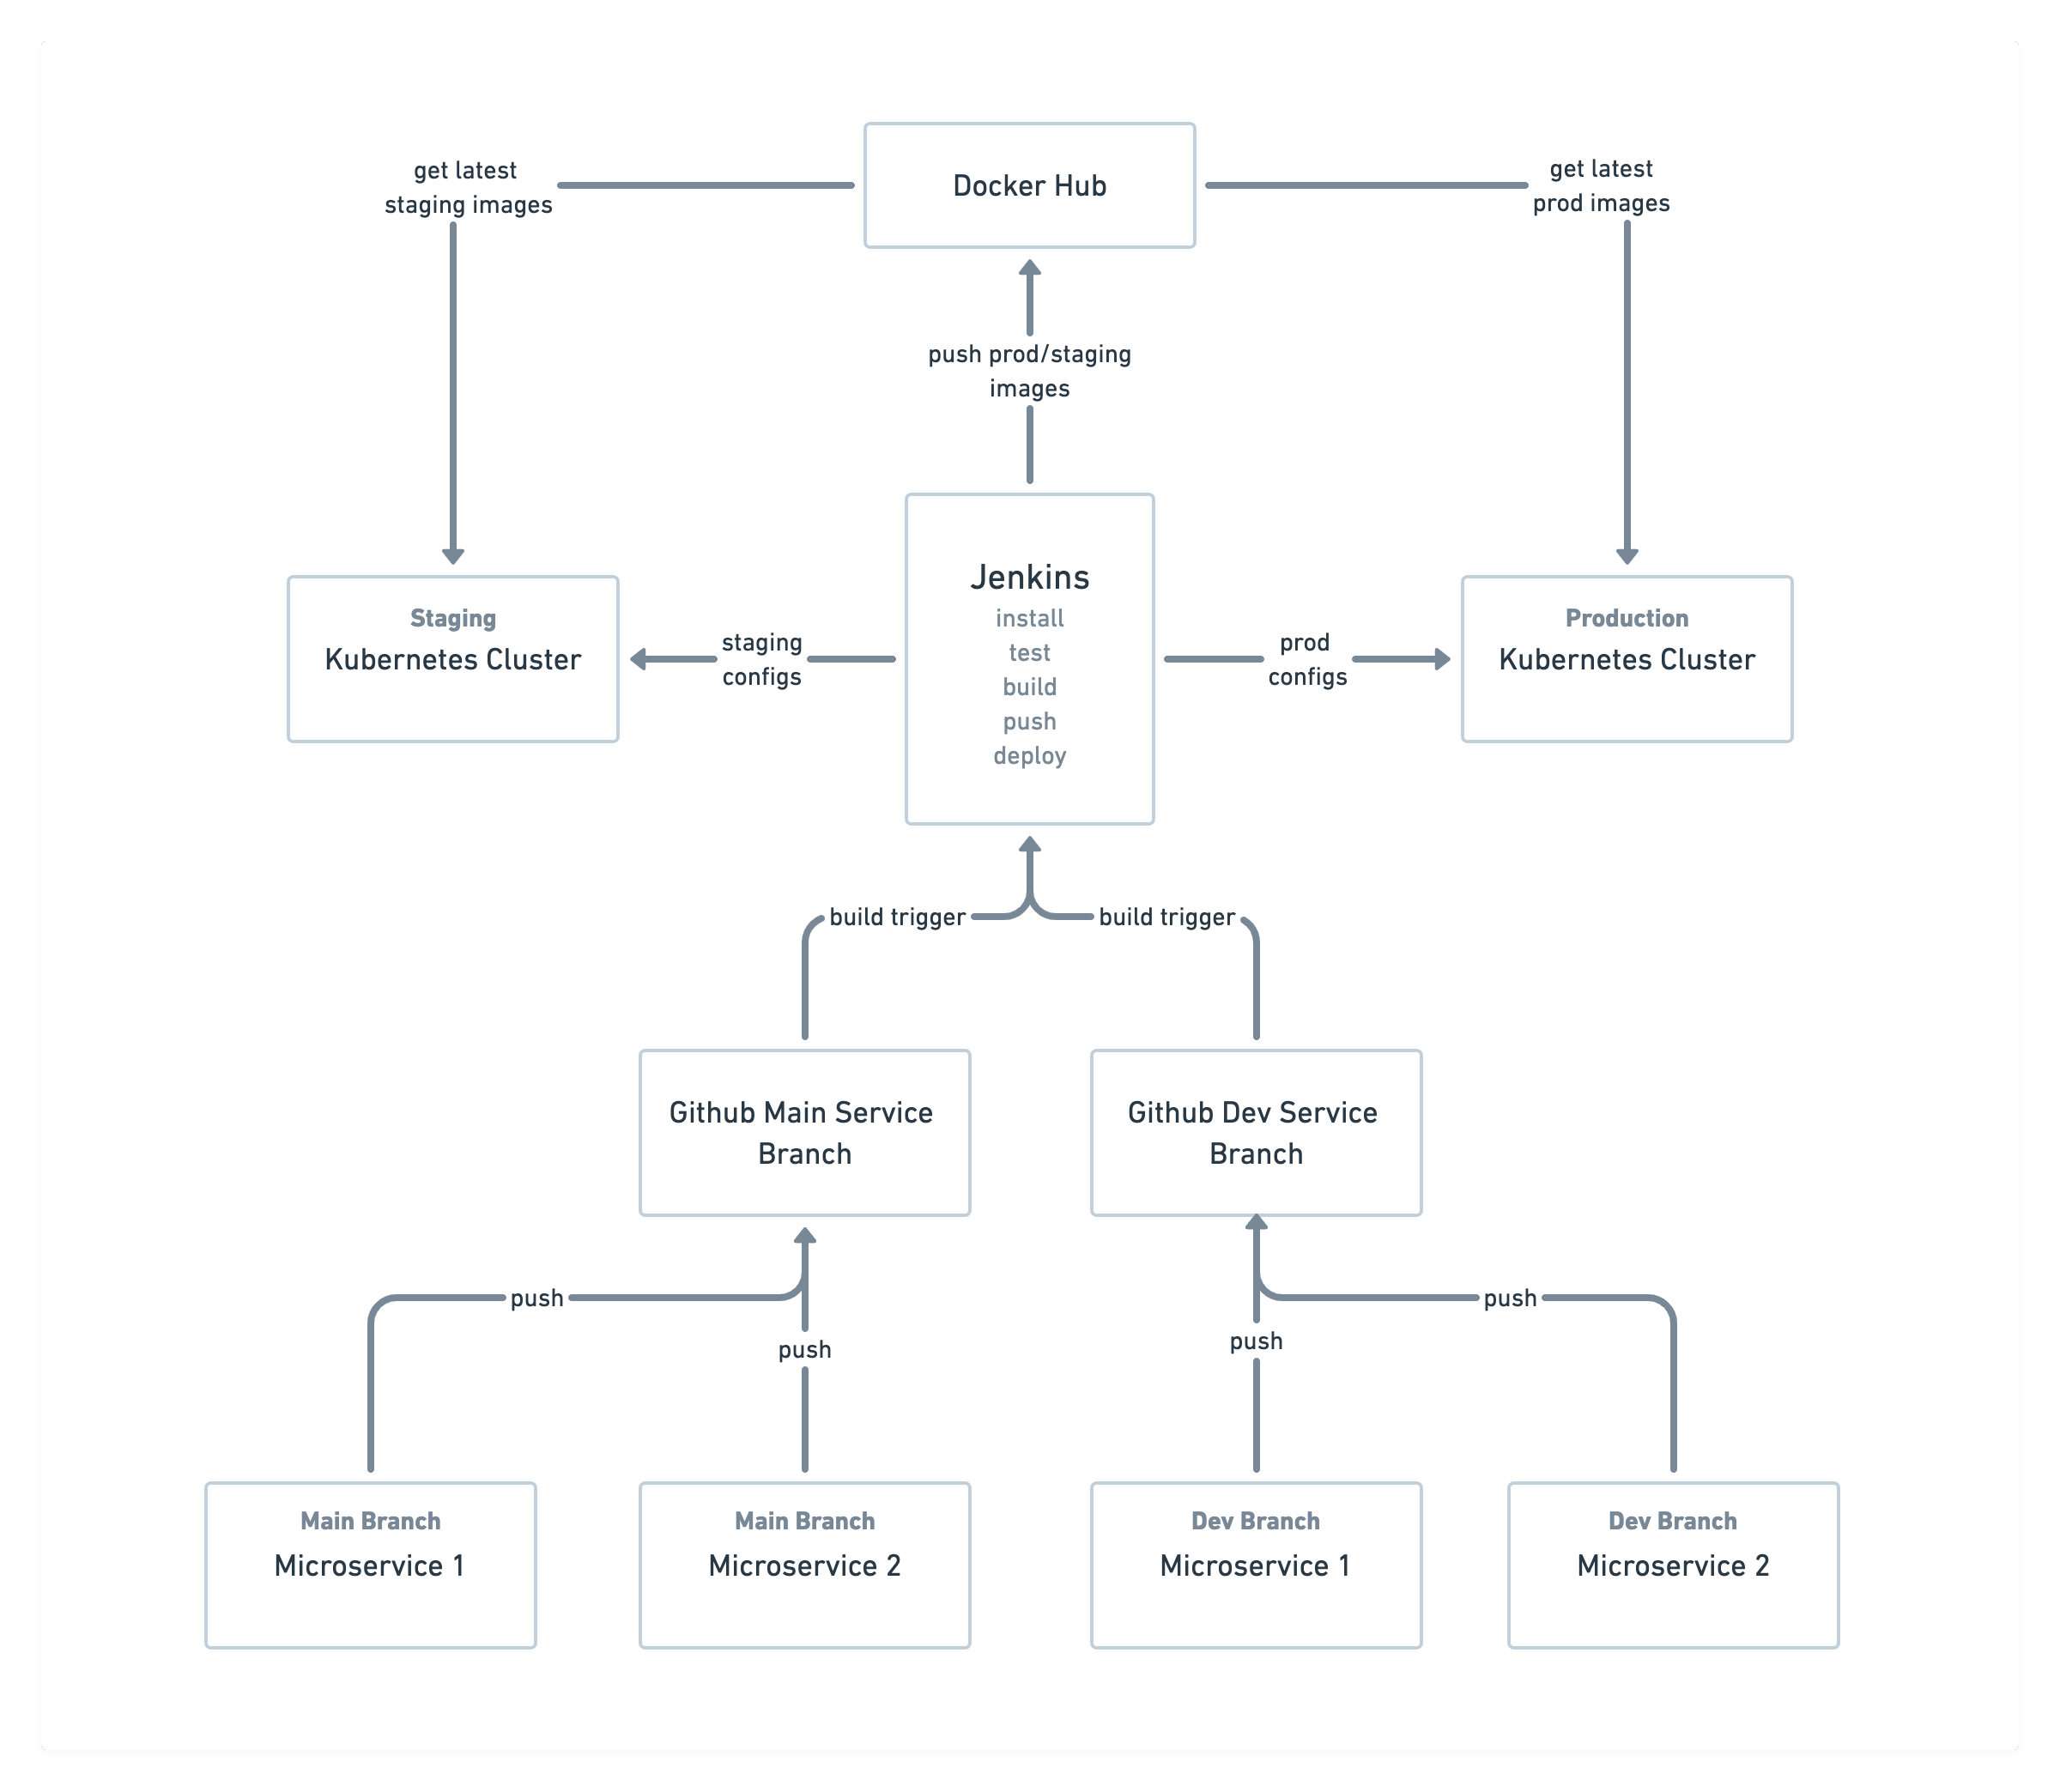 Docker Hub
get latest
staging images
get latest
prod images
push prod/staging
images
Jenkins
install
test
build
push
deploy
Staging
Kubernetes Cluster
staging
configs
prod
configs
Production
Kubernetes Cluster
build trigger
build trigger
Github Main Service
Branch
Github Dev Service
Branch
push
push
push
push
Main Branch
Microservice 1
Main Branch
Microservice 2
Dev Branch
Microservice 1
Dev Branch
Microservice 2